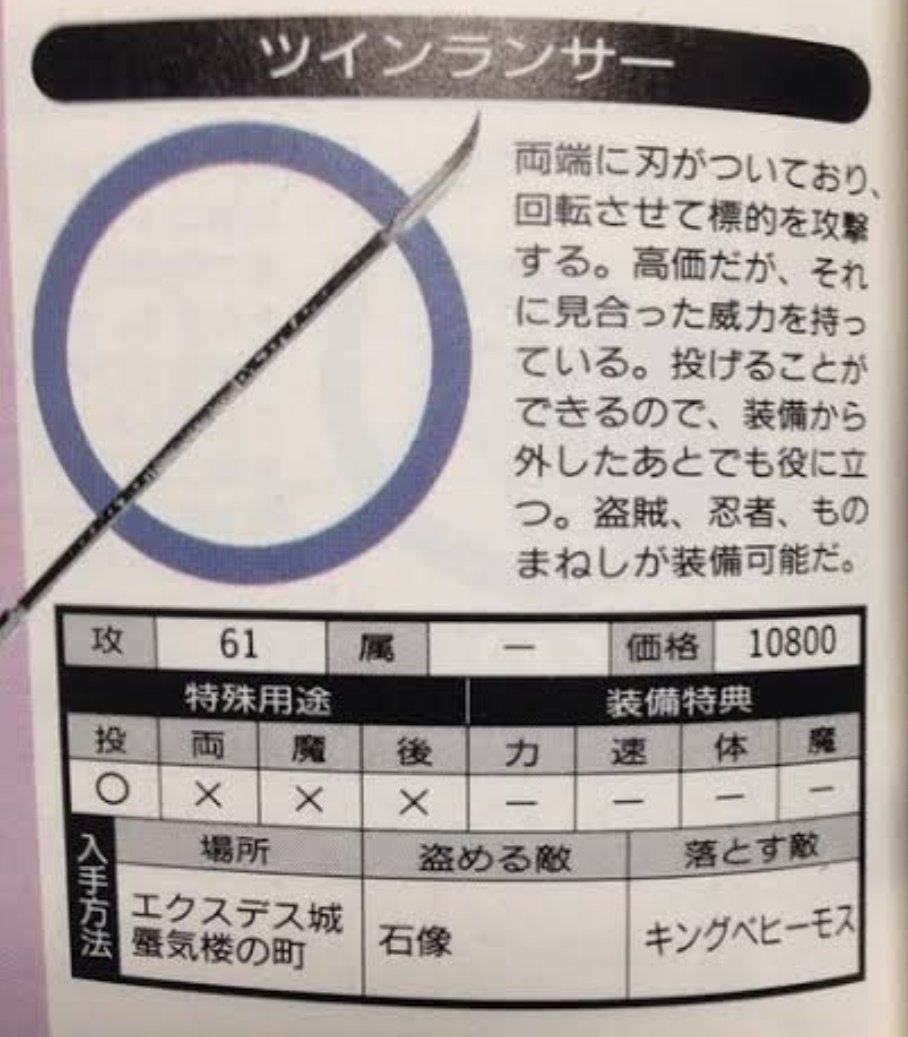 ツインランサー
両端に刃がついており、
回転させて標的を攻撃
する。高価だが、それ
に見合った威力を持っ
ている。投げることが
できるので、装備から
外したあとでも役に立
つ。盗賊、忍者、もの
まねしが装備可能だ。
攻 61 属 － 価格 10800
特殊用途 装備特典
投 両 魔 後 力 速 体 魔
○ × × × － － － －
入手方法
場所 盗める敵 落とす敵
エクスデス城
蜃気楼の町
石像
キングベヒーモス